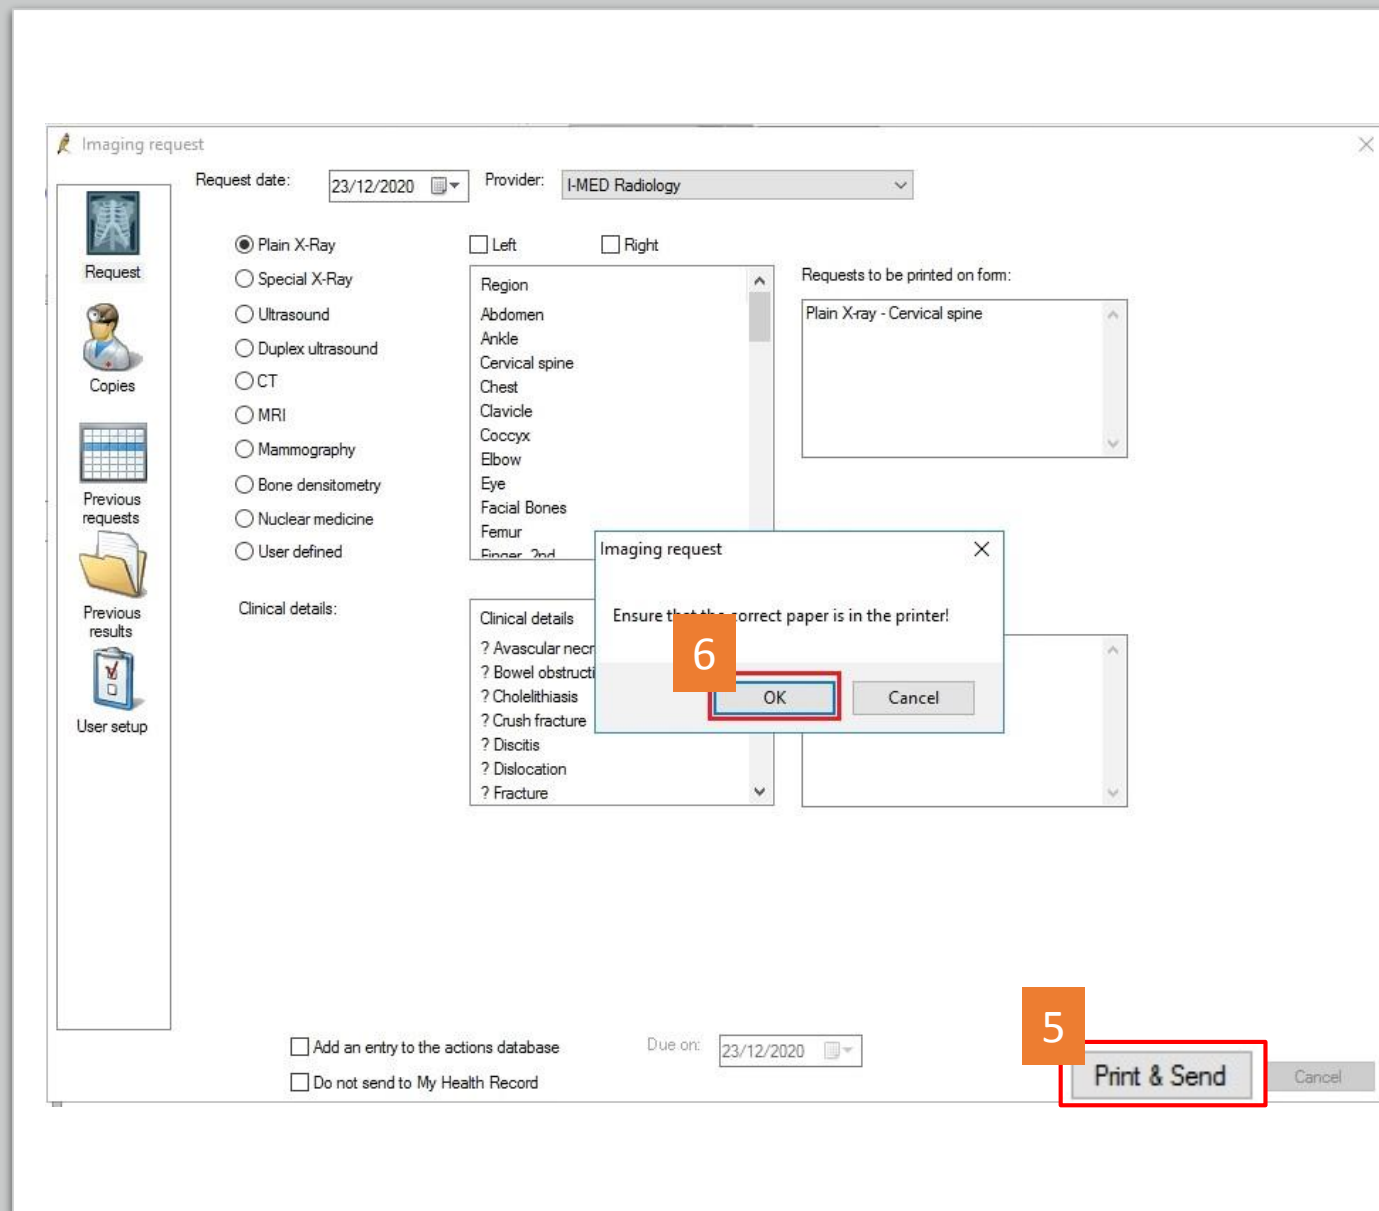 Imaging request
Request date:
23/12/2020
Provider:
I-MED Radiology
Request
Copies
Previous
requests
Previous
results
User setup
Plain X-Ray
Special X-Ray
Ultrasound
Duplex ultrasound
CT
MRI
Mammography
Bone densitometry
Nuclear medicine
User defined
Left
Right
Region
Abdomen
Ankle
Cervical spine
Chest
Clavicle
Coccyx
Elbow
Eye
Facial Bones
Femur
Finger, 2nd
Requests to be printed on form:
Plain X-ray - Cervical spine
Clinical details:
Clinical details
? Avascular necr
? Bowel obstructi
? Cholelithiasis
? Crush fracture
? Discitis
? Dislocation
? Fracture
Imaging request
Ensure that the correct paper is in the printer!
6
OK
Cancel
Add an entry to the actions database
Due on:
23/12/2020
Do not send to My Health Record
5
Print & Send
Cancel